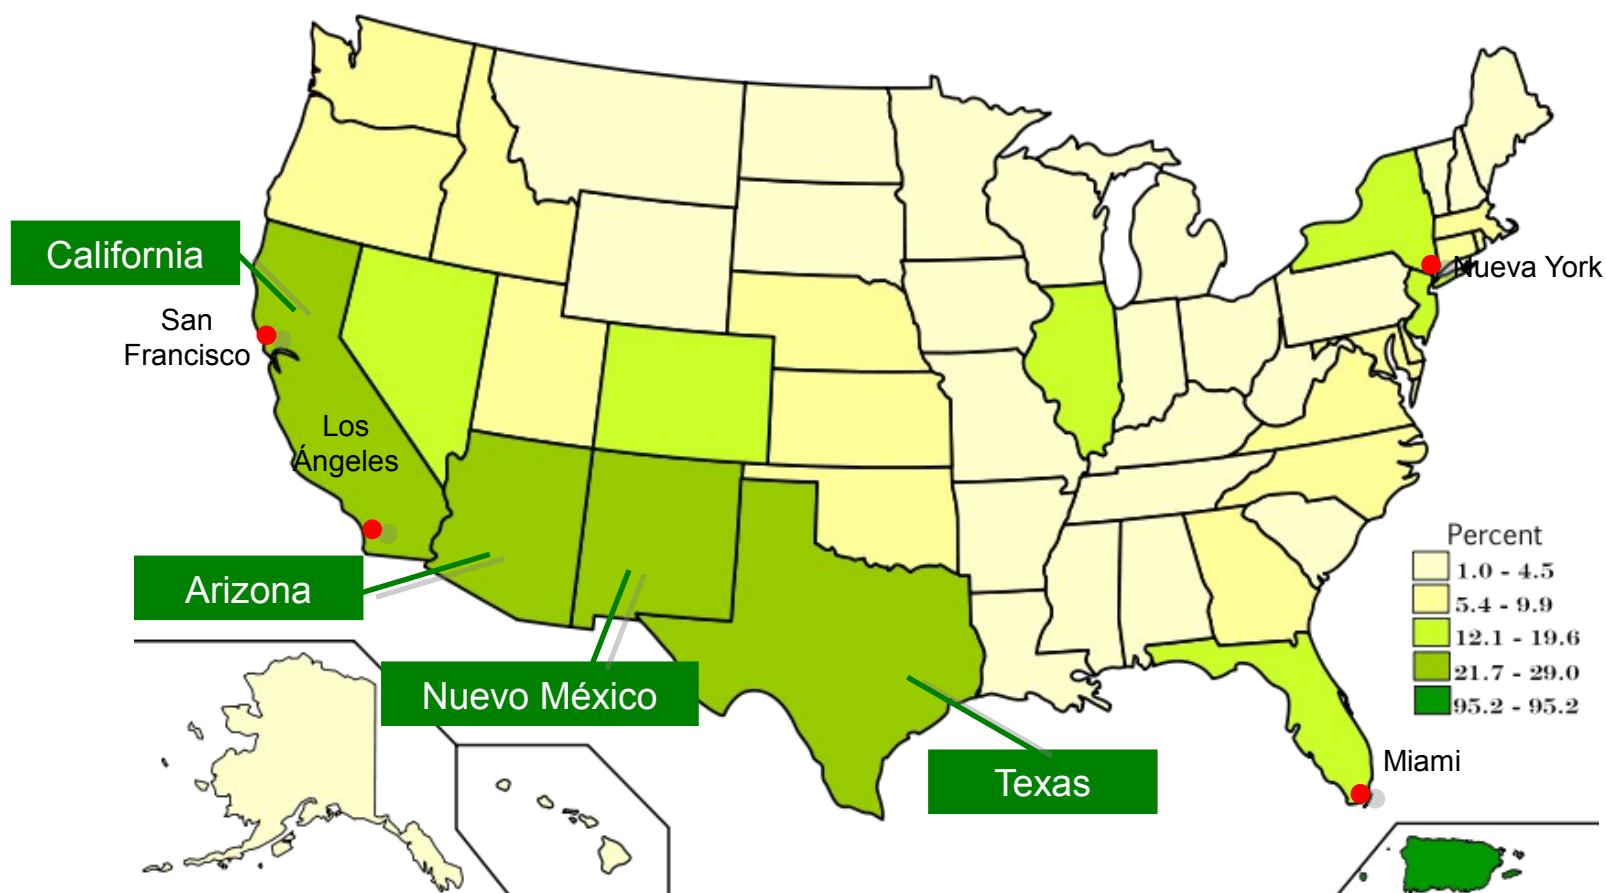 California
San
Francisco
Los
Ángeles
Arizona
Nuevo México
Texas
Nueva York
Miami
Percent
1.0 - 4.5
5.4 - 9.9
12.1 - 19.6
21.7 - 29.0
95.2 - 95.2